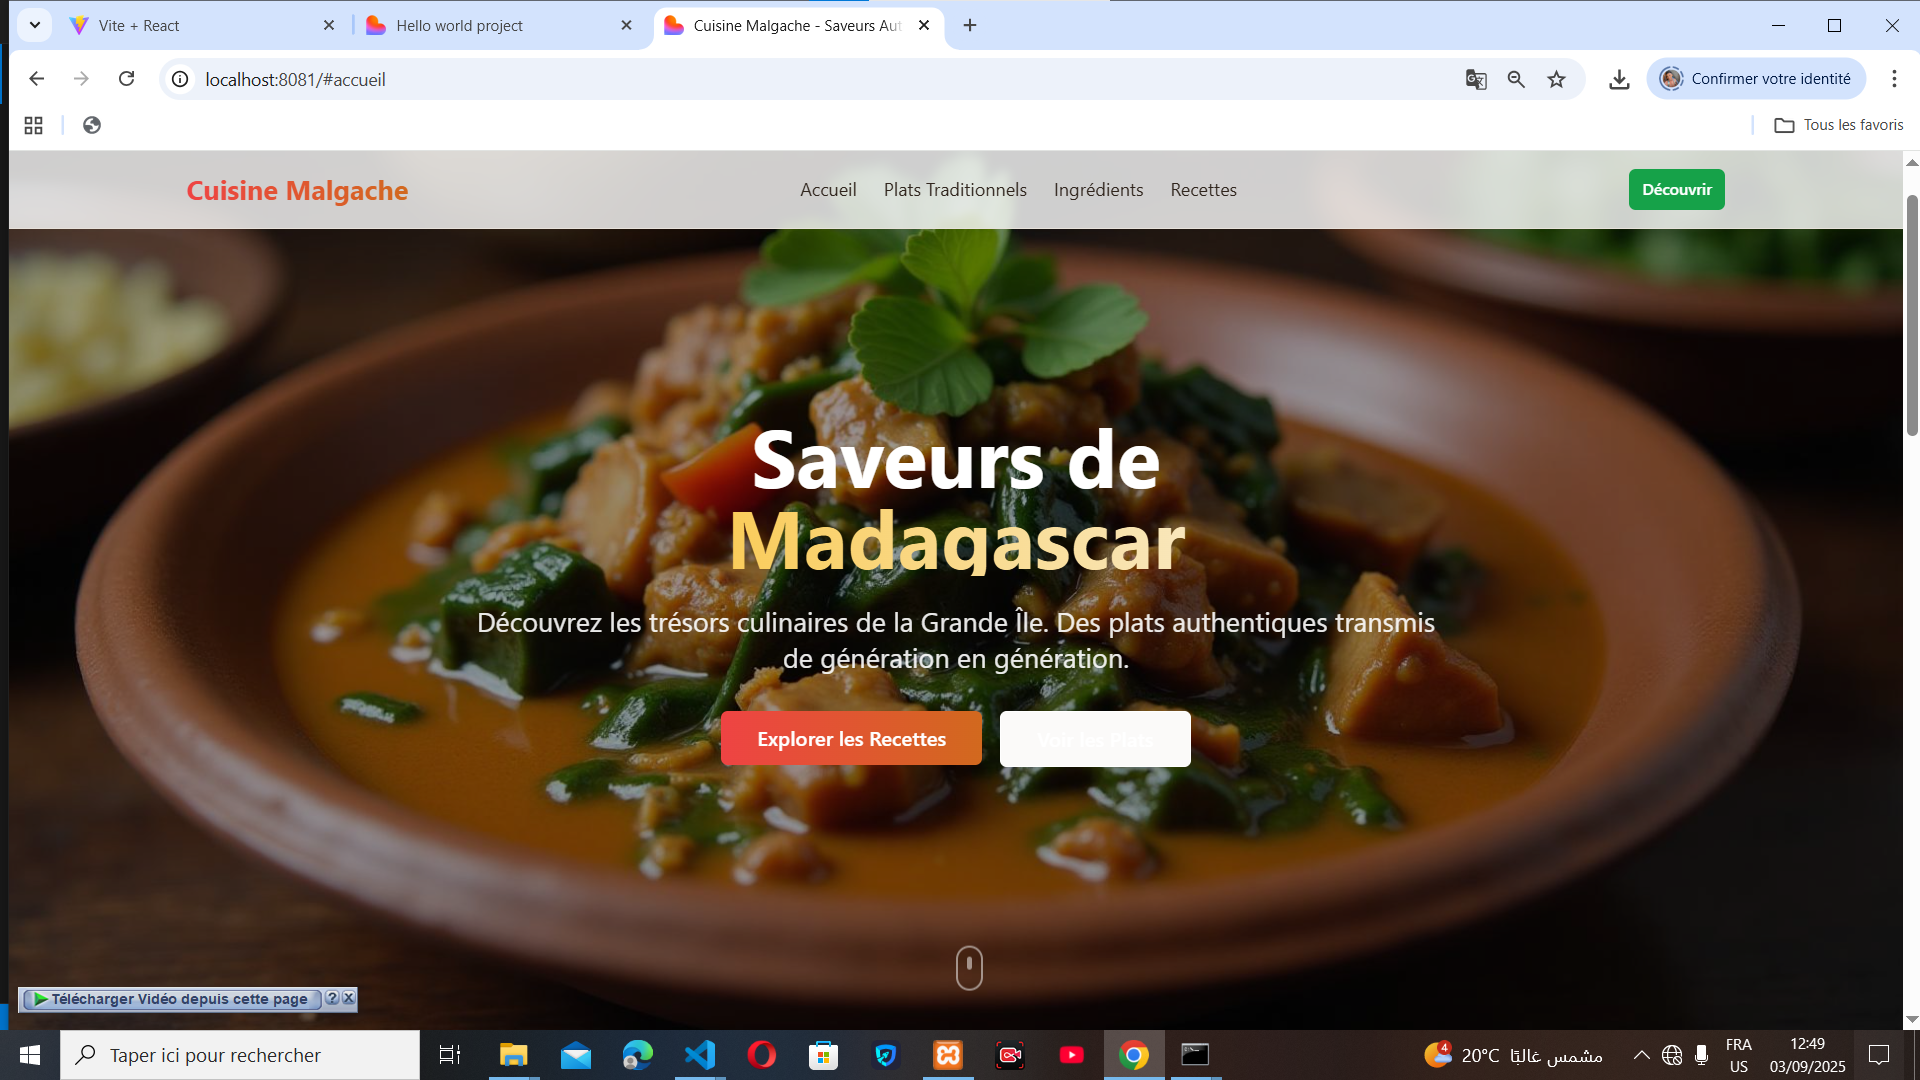 Vite + React
Hello world project
Cuisine Malgache - Saveurs Aut
localhost:8081/#accueil
Confirmer votre identité
Tous les favoris
Cuisine Malgache
Accueil
Plats Traditionnels
Ingrédients
Recettes
Découvrir
Saveurs de
Madagascar
Découvrez les trésors culinaires de la Grande Île. Des plats authentiques transmis
de génération en génération.
Explorer les Recettes
Voir les Plats
Télécharger Vidéo depuis cette page
Taper ici pour rechercher
4
20°C
مشمس غالبًا
FRA
US
12:49
03/09/2025